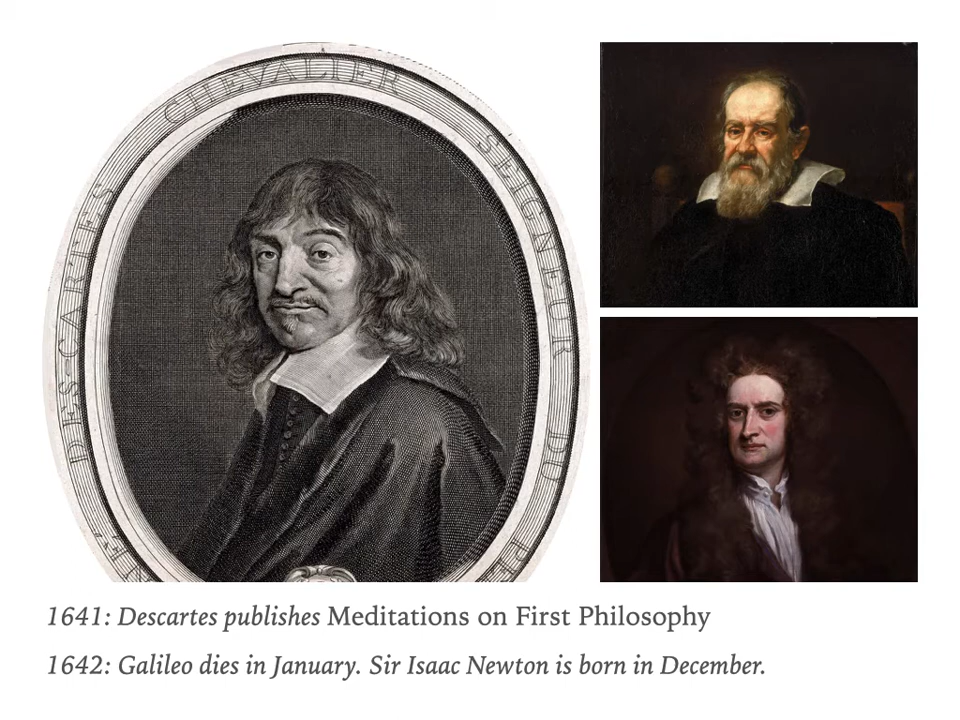 DES-CARTES CHEVALIER SEIGNEUR DU
1641: Descartes publishes Meditations on First Philosophy
1642: Galileo dies in January. Sir Isaac Newton is born in December.